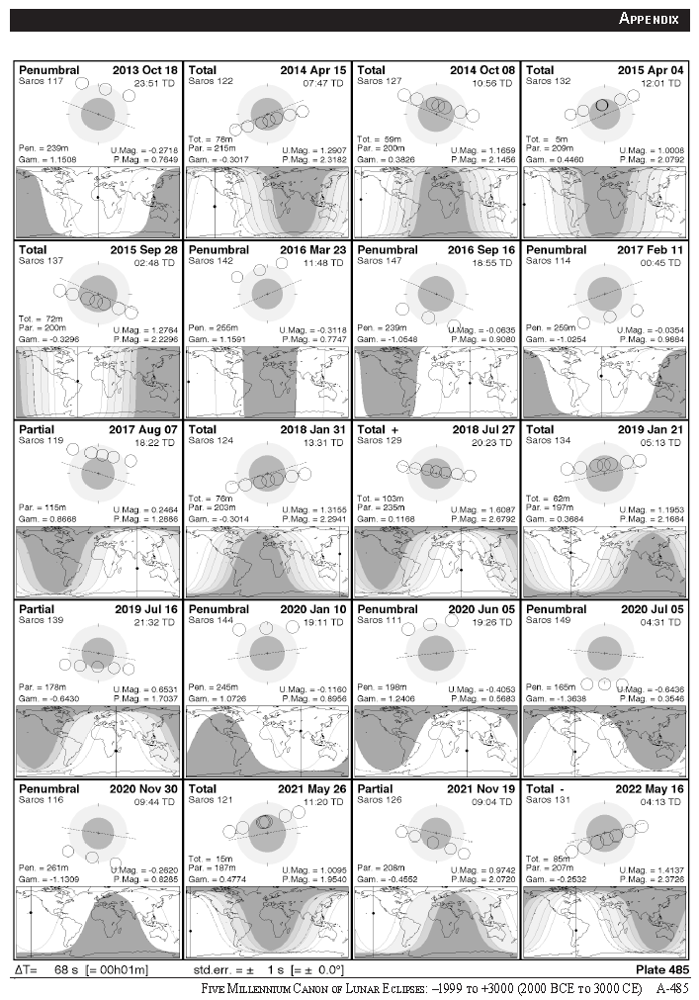 APPENDIX
Penumbral 2013 Oct 18
Saros 117 23:51 TD
Pen. = 239m U.Mag. = -0.2718
Gam. = 1.1508 P.Mag. = 0.7649
Total 2014 Apr 15
Saros 122 07:47 TD
Tot. = 78m
Par. = 215m U.Mag. = 1.2907
Gam. = -0.3017 P.Mag. = 2.3182
Total 2014 Oct 08
Saros 127 10:56 TD
Tot. = 59m
Par. = 200m U.Mag. = 1.1659
Gam. = 0.3826 P.Mag. = 2.1456
Total 2015 Apr 04
Saros 132 12:01 TD
Tot. = 5m
Par. = 209m U.Mag. = 1.0008
Gam. = 0.4460 P.Mag. = 2.0792
Total 2015 Sep 28
Saros 137 02:48 TD
Tot. = 72m
Par. = 200m U.Mag. = 1.2764
Gam. = -0.3296 P.Mag. = 2.2296
Penumbral 2016 Mar 23
Saros 142 11:48 TD
Pen. = 255m U.Mag. = -0.3118
Gam. = 1.1591 P.Mag. = 0.7747
Penumbral 2016 Sep 16
Saros 147 18:55 TD
Pen. = 239m U.Mag. = -0.0635
Gam. = -1.0548 P.Mag. = 0.9080
Penumbral 2017 Feb 11
Saros 114 00:45 TD
Pen. = 259m U.Mag. = -0.0354
Gam. = -1.0254 P.Mag. = 0.9884
Partial 2017 Aug 07
Saros 119 18:22 TD
Par. = 115m U.Mag. = 0.2464
Gam. = 0.8668 P.Mag. = 1.2886
Total 2018 Jan 31
Saros 124 13:31 TD
Tot. = 76m
Par. = 203m U.Mag. = 1.3155
Gam. = -0.3014 P.Mag. = 2.2941
Total + 2018 Jul 27
Saros 129 20:23 TD
Tot. = 103m
Par. = 235m U.Mag. = 1.6087
Gam. = 0.1168 P.Mag. = 2.6792
Total 2019 Jan 21
Saros 134 05:13 TD
Tot. = 62m
Par. = 197m U.Mag. = 1.1953
Gam. = 0.3684 P.Mag. = 2.1684
Partial 2019 Jul 16
Saros 139 21:32 TD
Par. = 178m U.Mag. = 0.6531
Gam. = -0.6430 P.Mag. = 1.7037
Penumbral 2020 Jan 10
Saros 144 19:11 TD
Pen. = 245m U.Mag. = -0.1160
Gam. = 1.0726 P.Mag. = 0.8956
Penumbral 2020 Jun 05
Saros 111 19:26 TD
Pen. = 198m U.Mag. = -0.4053
Gam. = 1.2406 P.Mag. = 0.5683
Penumbral 2020 Jul 05
Saros 149 04:31 TD
Pen. = 165m U.Mag. = -0.6436
Gam. = -1.3638 P.Mag. = 0.3546
Penumbral 2020 Nov 30
Saros 116 09:44 TD
Pen. = 261m U.Mag. = -0.2620
Gam. = -1.1309 P.Mag. = 0.8285
Total 2021 May 26
Saros 121 11:20 TD
Tot. = 15m
Par. = 187m U.Mag. = 1.0095
Gam. = 0.4774 P.Mag. = 1.9540
Partial 2021 Nov 19
Saros 126 09:04 TD
Par. = 208m U.Mag. = 0.9742
Gam. = -0.4552 P.Mag. = 2.0720
Total - 2022 May 16
Saros 131 04:13 TD
Tot. = 85m
Par. = 207m U.Mag. = 1.4137
Gam. = -0.2532 P.Mag. = 2.3726
ΔT= 68 s [= 00h01m] std.err. = ± 1 s [= ± 0.0°] Plate 485
FIVE MILLENNIUM CANON OF LUNAR ECLIPSES: –1999 TO +3000 (2000 BCE TO 3000 CE) A-485